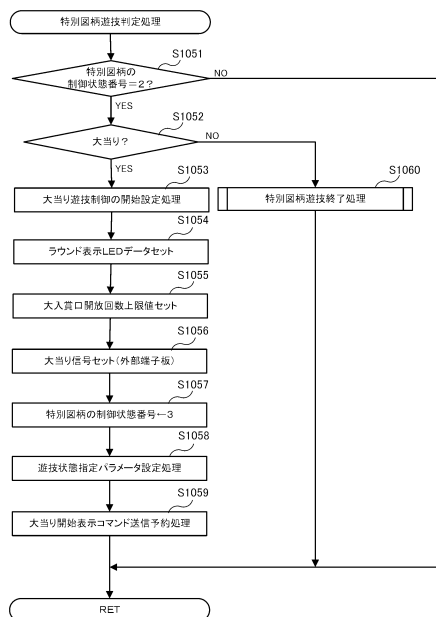 特別図柄遊技判定処理
S1051
特別図柄の
制御状態番号=2?
NO
YES
S1052
大当り?
NO
YES
S1053
大当り遊技制御の開始設定処理
S1060
特別図柄遊技終了処理
S1054
ラウンド表示LEDデータセット
S1055
大入賞口開放回数上限値セット
S1056
大当り信号セット(外部端子板)
S1057
特別図柄の制御状態番号←3
S1058
遊技状態指定パラメータ設定処理
S1059
大当り開始表示コマンド送信予約処理
RET